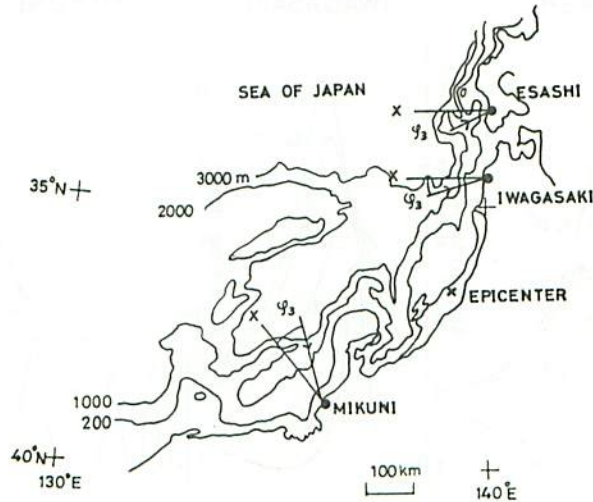 SEA OF JAPAN
ESASHI
X
φ₃
3000 m
X
35°N
IWAGASAKI
φ₃
2000
X EPICENTER
X
φ₃
1000
MIKUNI
200
40°N
130°E
100 km
140°E